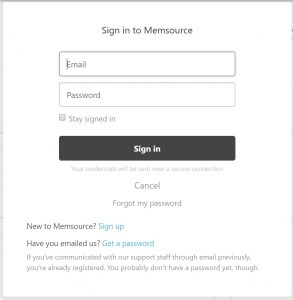 Sign in to Memsource
Email
Password
Stay signed in
Sign in
Your credentials will be sent over a secure connection
Cancel
Forgot my password
New to Memsource? Sign up
Have you emailed us? Get a password
If you've communicated with our support staff through email previously,
you're already registered. You probably don't have a password yet, though.